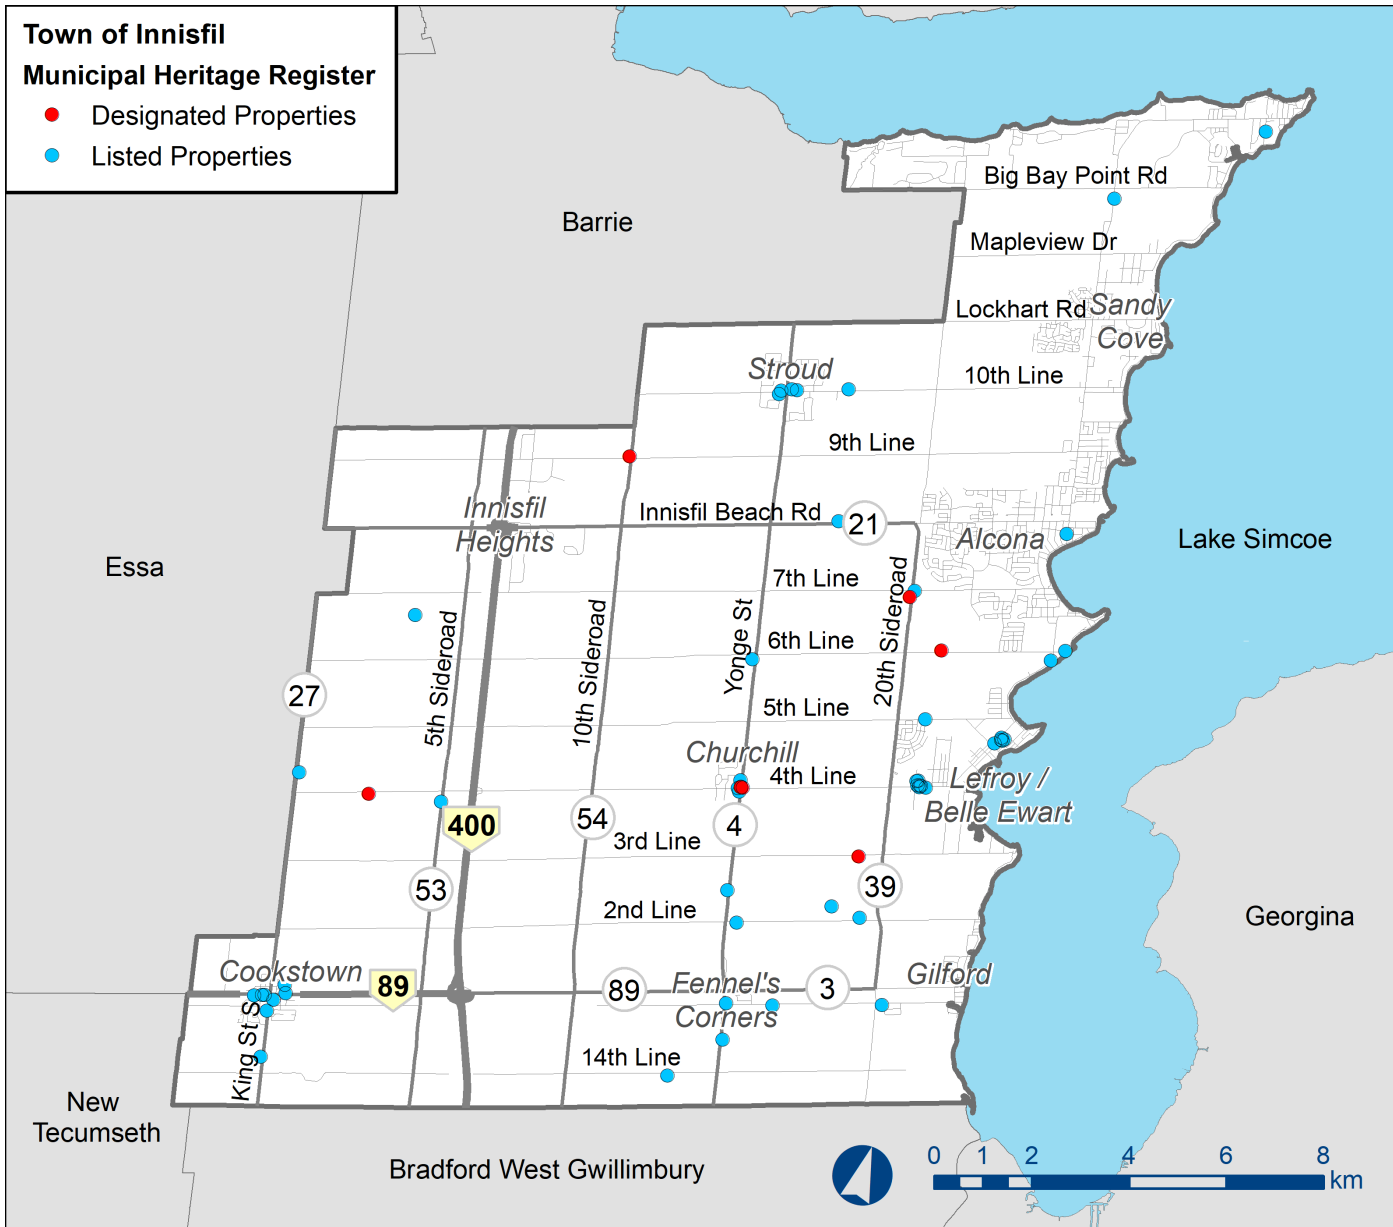 Town of Innisfil
Municipal Heritage Register
Designated Properties
Listed Properties
Big Bay Point Rd
Barrie
Mapleview Dr
Lockhart Rd
Sandy
Cove
Stroud
10th Line
9th Line
Innisfil
Heights
Innisfil Beach Rd
21
Alcona
Lake Simcoe
Essa
7th Line
5th Sideroad
10th Sideroad
Yonge St
20th Sideroad
6th Line
27
5th Line
Churchill
4th Line
Lefroy /
Belle Ewart
400
54
4
3rd Line
53
39
2nd Line
Georgina
Cookstown
89
89
Fennel's
Corners
3
Gilford
King St S
14th Line
New
Tecumseth
Bradford West Gwillimbury
0 1 2 4 6 8
km